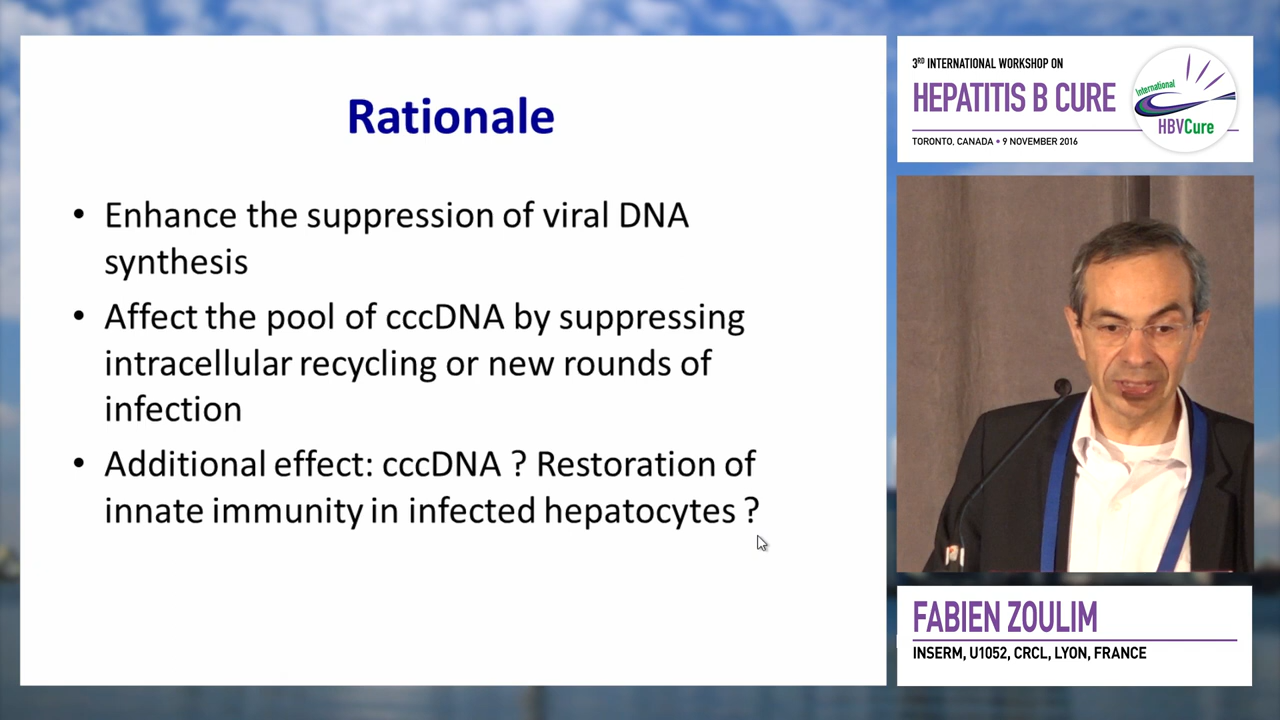 Rationale
• Enhance the suppression of viral DNA
synthesis
• Affect the pool of cccDNA by suppressing
intracellular recycling or new rounds of
infection
• Additional effect: cccDNA ? Restoration of
innate immunity in infected hepatocytes ?
3RD INTERNATIONAL WORKSHOP ON
HEPATITIS B CURE
TORONTO, CANADA • 9 NOVEMBER 2016
International
HBVCure
FABIEN ZOULIM
INSERM, U1052, CRCL, LYON, FRANCE